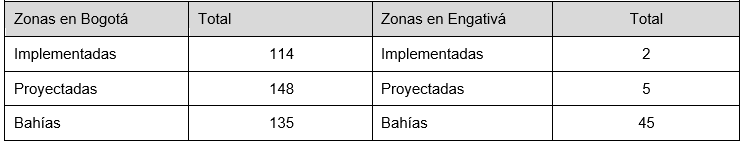 Zonas en Bogotá Total Zonas en Engativá Total
Implementadas 114 Implementadas 2
Proyectadas 148 Proyectadas 5
Bahías 135 Bahías 45